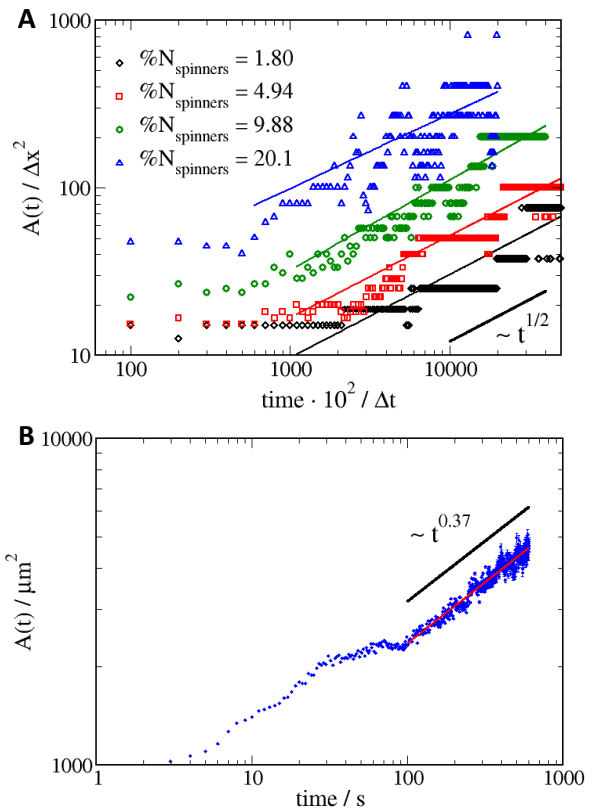 A
1000
100
10
A(t) / Δx²
%N_spinners = 1.80
%N_spinners = 4.94
%N_spinners = 9.88
%N_spinners = 20.1
~ t^1/2
100 1000 10000
time · 10² / Δt
B
10000
1000
A(t) / μm²
~ t^0.37
1 10 100 1000
time / s